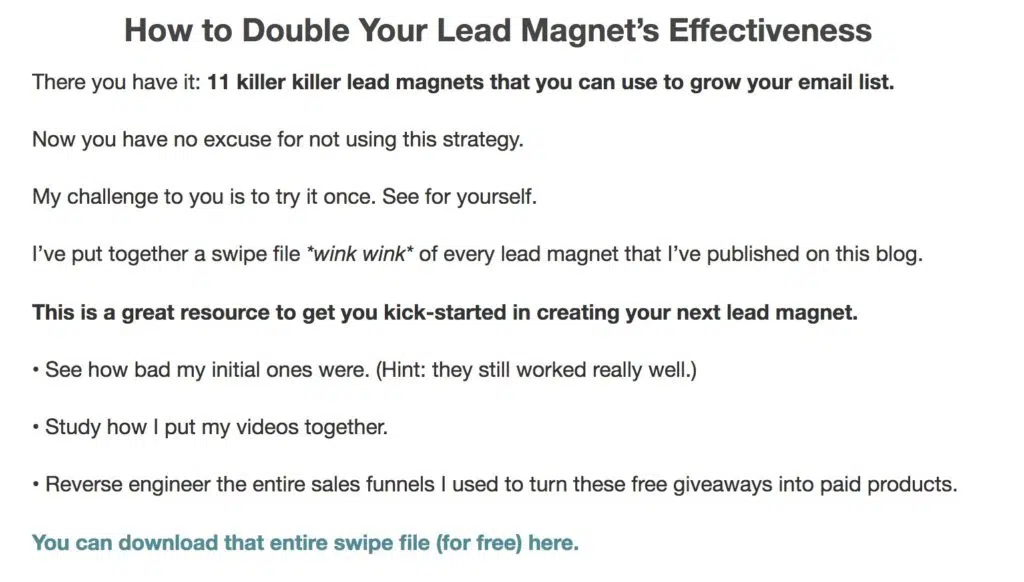 How to Double Your Lead Magnet’s Effectiveness
There you have it: 11 killer killer lead magnets that you can use to grow your email list.
Now you have no excuse for not using this strategy.
My challenge to you is to try it once. See for yourself.
I’ve put together a swipe file *wink wink* of every lead magnet that I’ve published on this blog.
This is a great resource to get you kick-started in creating your next lead magnet.
• See how bad my initial ones were. (Hint: they still worked really well.)
• Study how I put my videos together.
• Reverse engineer the entire sales funnels I used to turn these free giveaways into paid products.
You can download that entire swipe file (for free) here.